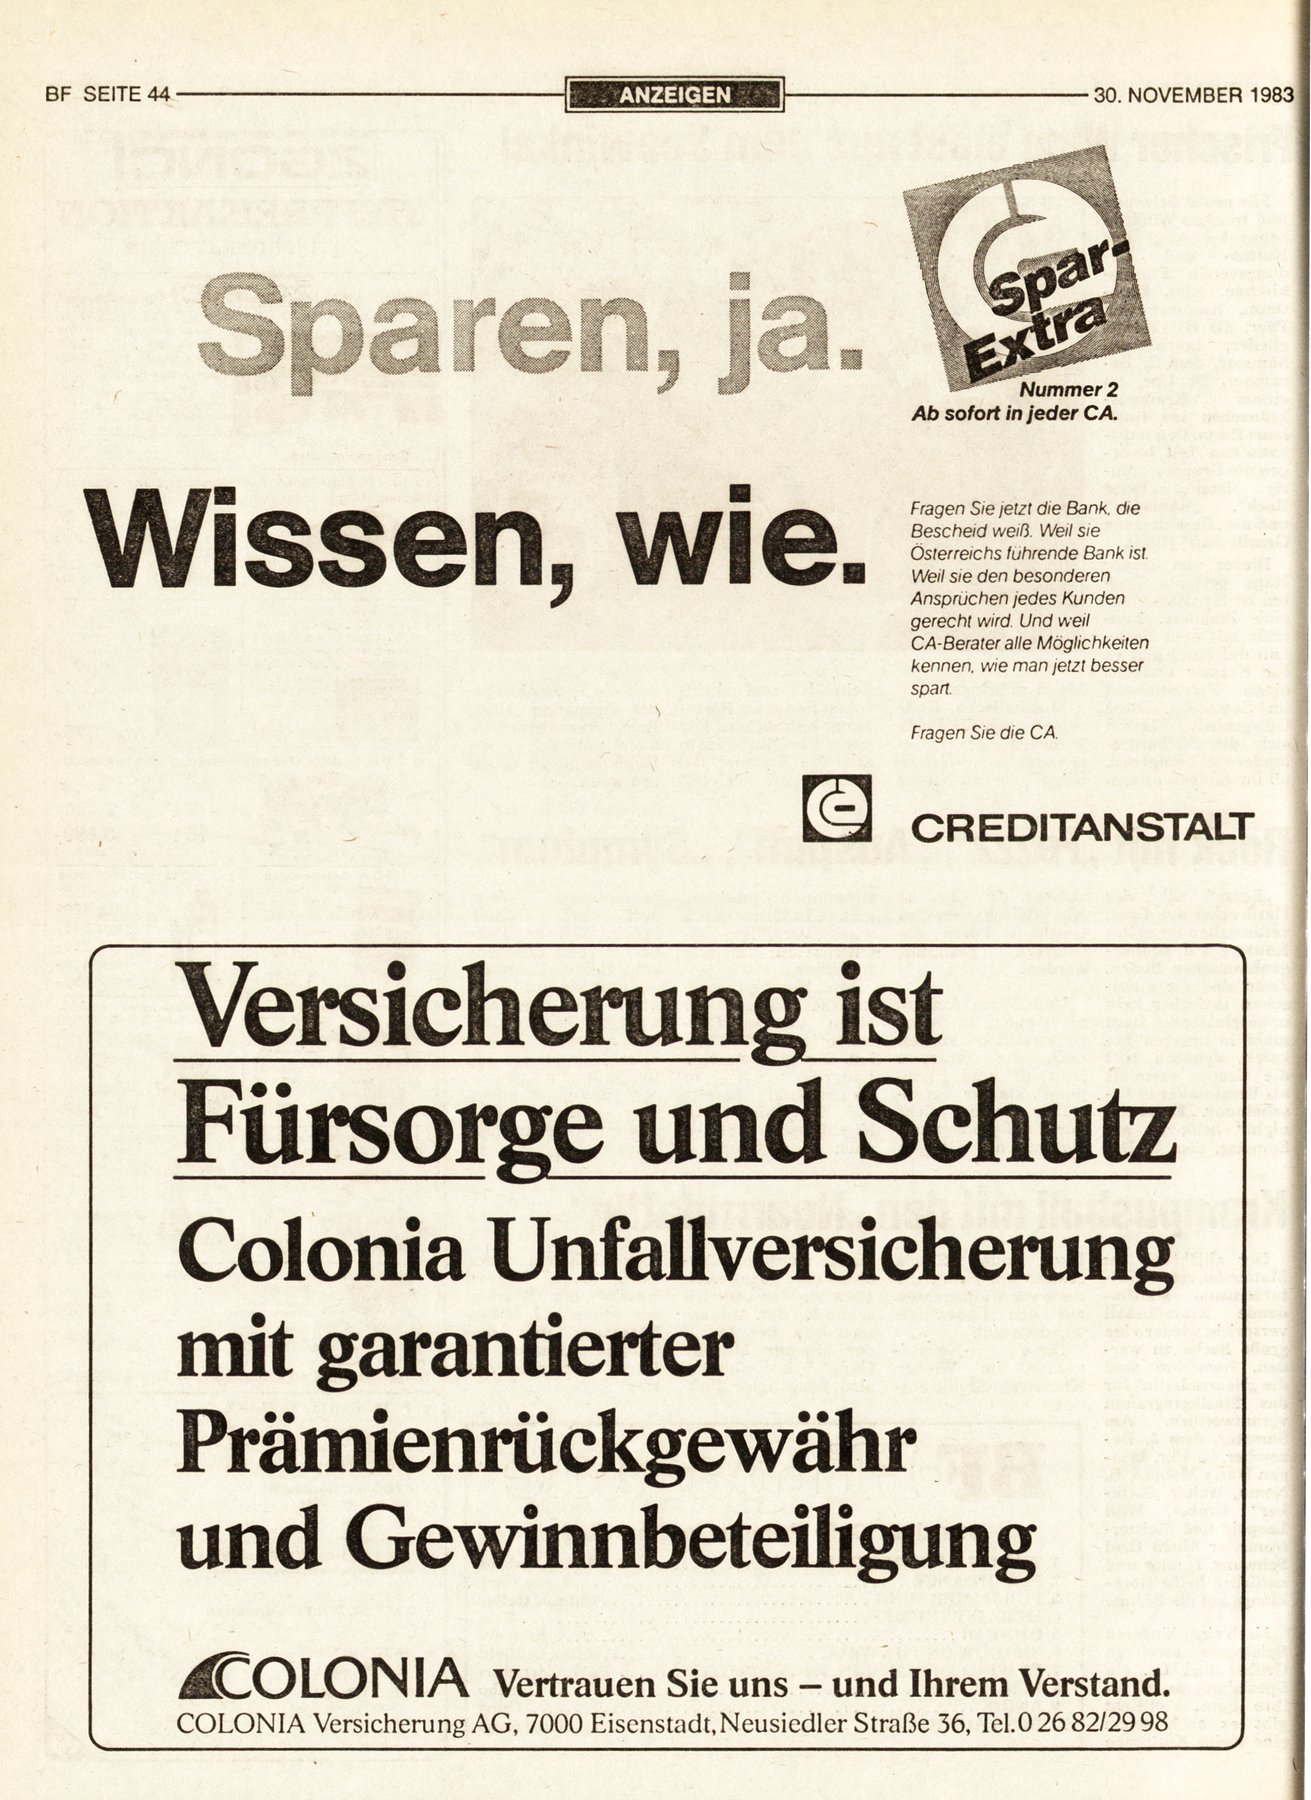 BF SEITE 44
ANZEIGEN
30. NOVEMBER 1983
Sparen, ja.
Spar-
Extra
Nummer 2
Ab sofort in jeder CA.
Wissen, wie.
Fragen Sie jetzt die Bank, die
Bescheid weiß. Weil sie
Österreichs führende Bank ist.
Weil sie den besonderen
Ansprüchen jedes Kunden
gerecht wird. Und weil
CA-Berater alle Möglichkeiten
kennen, wie man jetzt besser
spart.
Fragen Sie die CA.
CREDITANSTALT
Versicherung ist
Fürsorge und Schutz
Colonia Unfallversicherung
mit garantierter
Prämienrückgewähr
und Gewinnbeteiligung
COLONIA Vertrauen Sie uns – und Ihrem Verstand.
COLONIA Versicherung AG, 7000 Eisenstadt, Neusiedler Straße 36, Tel. 0 26 82/29 98